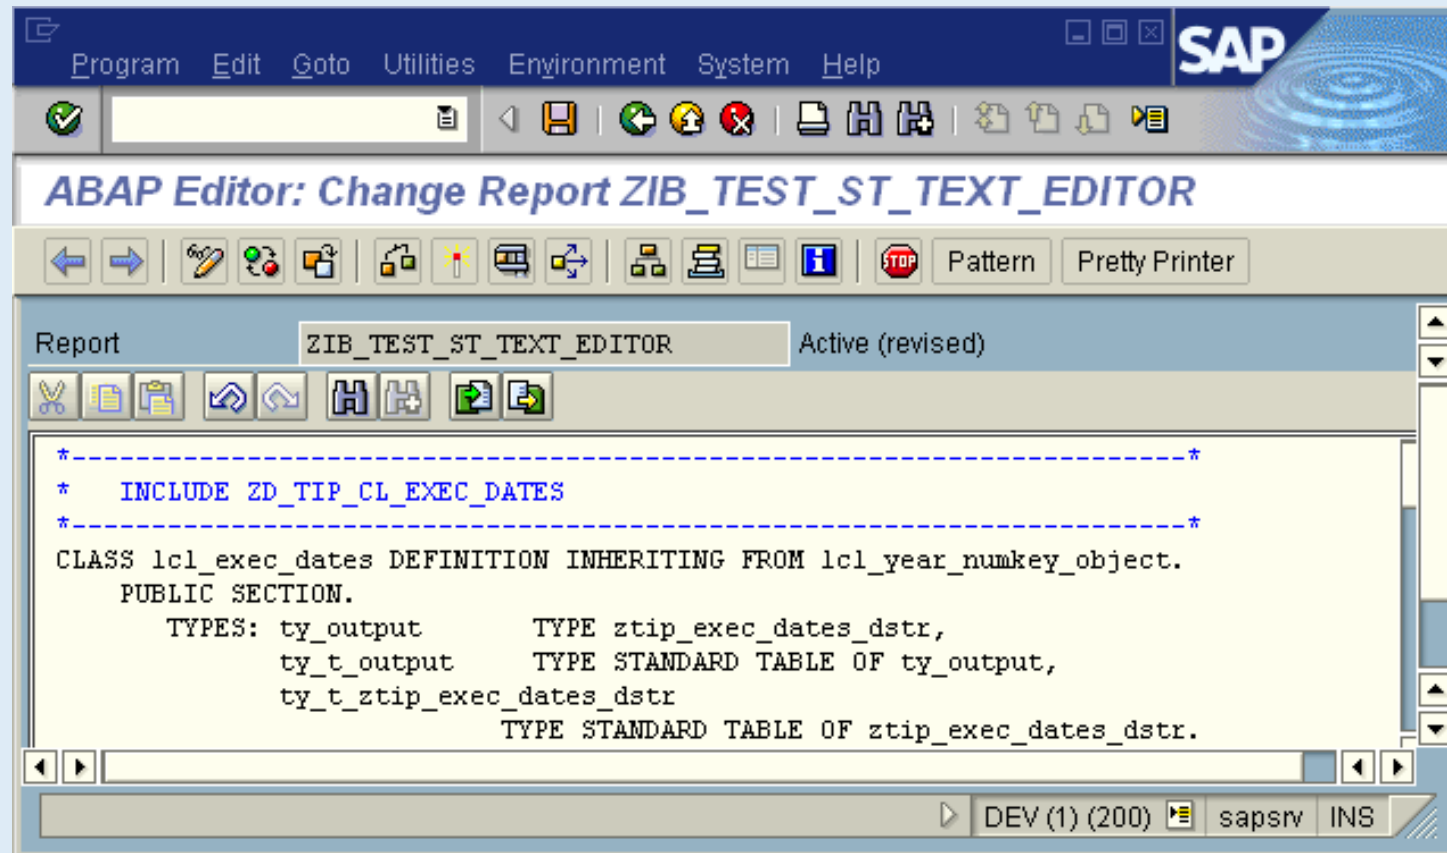 SAP
Program Edit Goto Utilities Environment System Help
ABAP Editor: Change Report ZIB_TEST_ST_TEXT_EDITOR
STOP Pattern Pretty Printer
Report ZIB_TEST_ST_TEXT_EDITOR Active (revised)
*-----------------------------------------------------------------------*
* INCLUDE ZD_TIP_CL_EXEC_DATES
*-----------------------------------------------------------------------*
CLASS lcl_exec_dates DEFINITION INHERITING FROM lcl_year_numkey_object.
PUBLIC SECTION.
TYPES: ty_output TYPE ztip_exec_dates_dstr,
ty_t_output TYPE STANDARD TABLE OF ty_output,
ty_t_ztip_exec_dates_dstr
TYPE STANDARD TABLE OF ztip_exec_dates_dstr.
DEV (1) (200) sapsrv INS